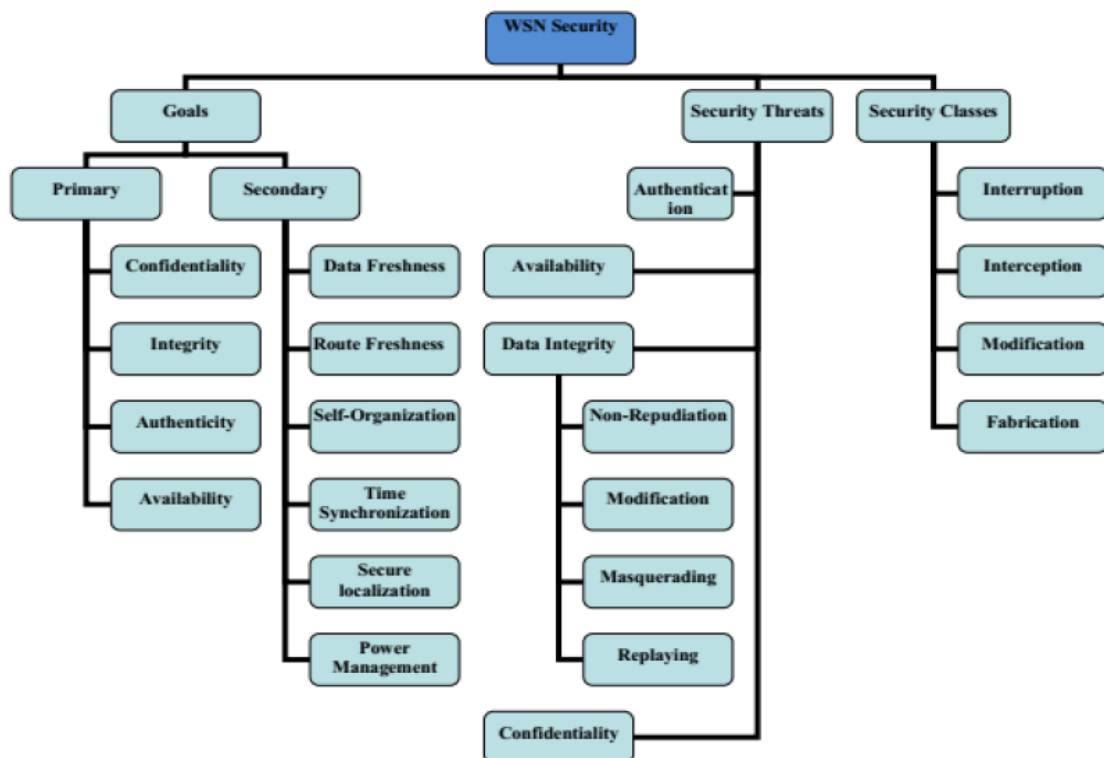 WSN Security
Goals
Security Threats
Security Classes
Primary
Secondary
Authenticat
ion
Interruption
Confidentiality
Data Freshness
Availability
Interception
Integrity
Route Freshness
Data Integrity
Modification
Authenticity
Self-Organization
Non-Repudiation
Fabrication
Availability
Time
Synchronization
Modification
Secure
localization
Masquerading
Power
Management
Replaying
Confidentiality